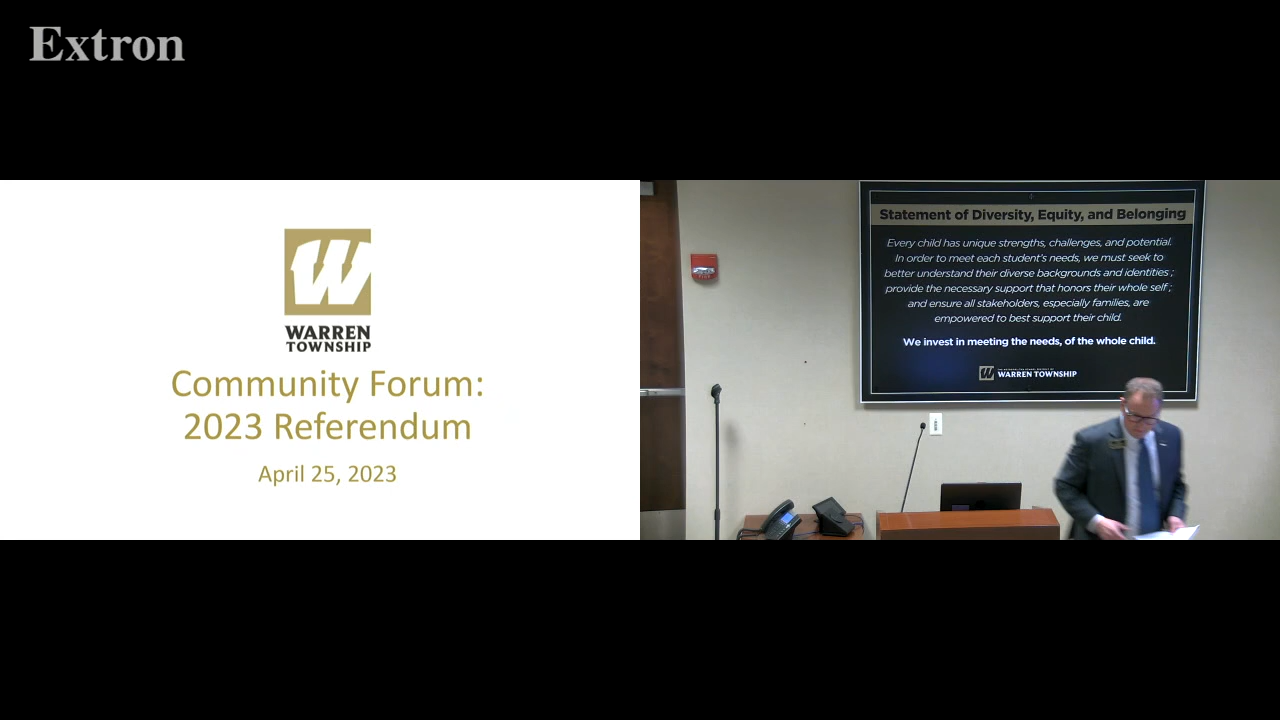 Extron
WARREN
TOWNSHIP
Community Forum:
2023 Referendum
April 25, 2023
Statement of Diversity, Equity, and Belonging
Every child has unique strengths, challenges, and potential.
In order to meet each student's needs, we must seek to
better understand their diverse backgrounds and identities ;
provide the necessary support that honors their whole self ;
and ensure all stakeholders, especially families, are
empowered to best support their child.
We invest in meeting the needs, of the whole child.
WARREN TOWNSHIP